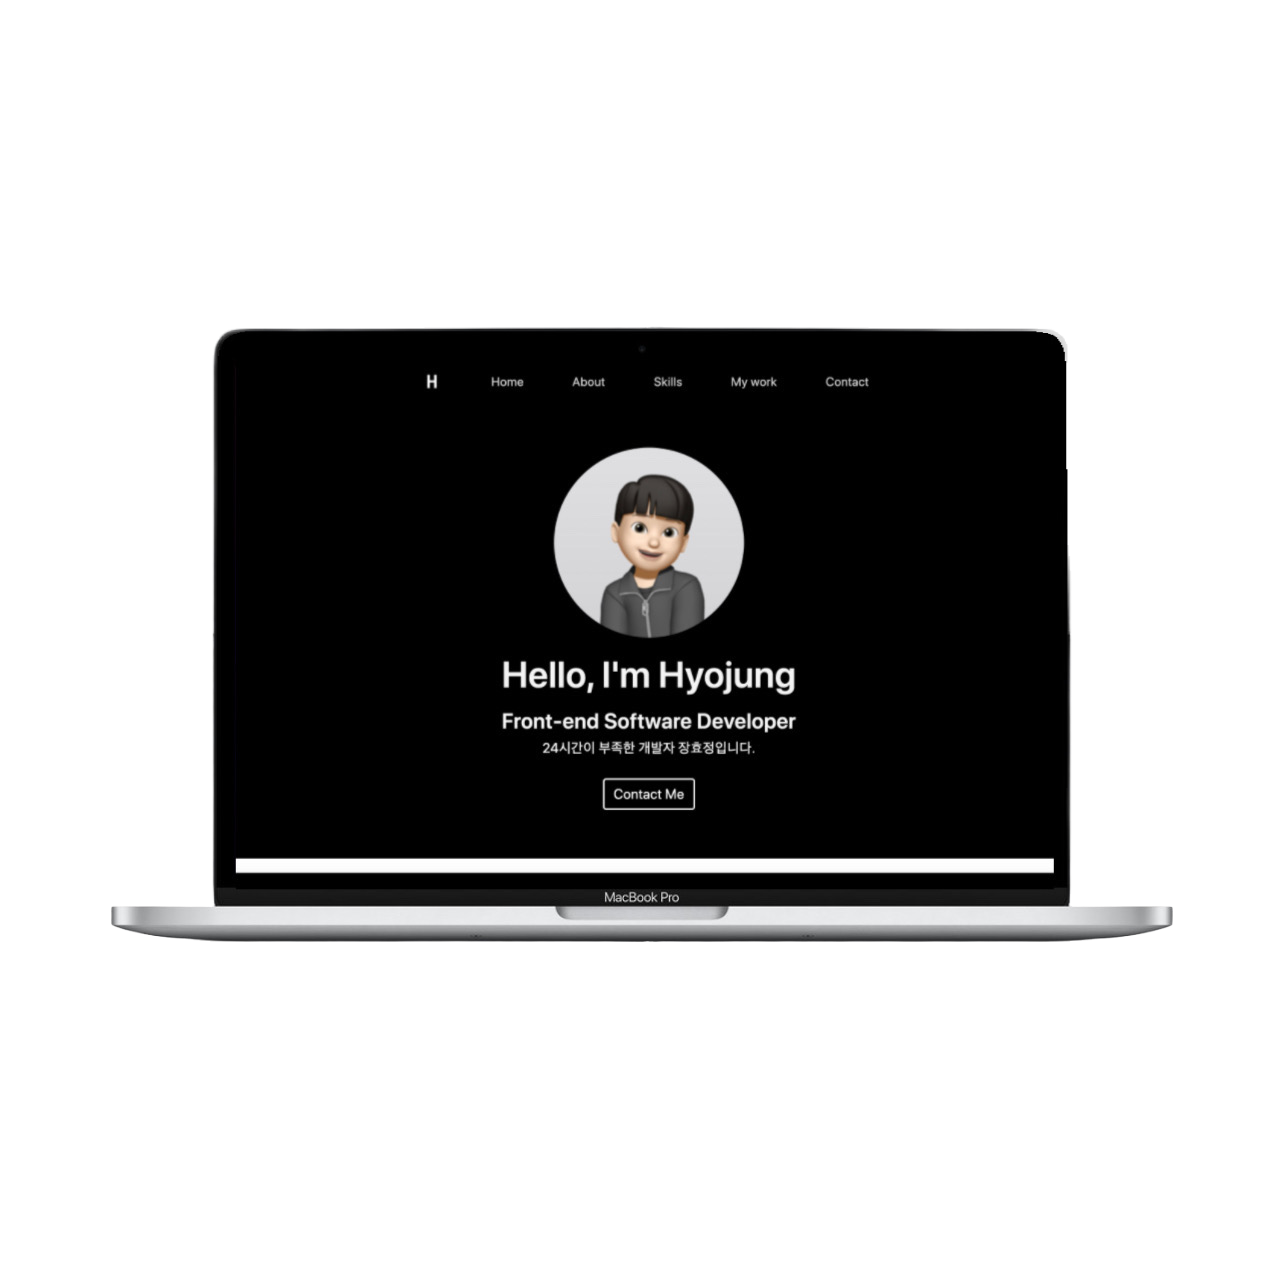 H Home About Skills My work Contact
Hello, I'm Hyojung
Front-end Software Developer
24시간이 부족한 개발자 장효정입니다.
Contact Me
MacBook Pro